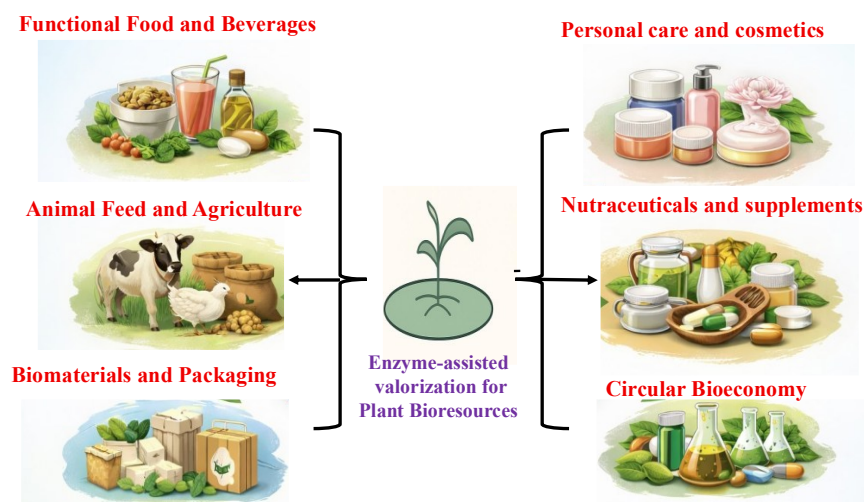 Functional Food and Beverages
Personal care and cosmetics
Animal Feed and Agriculture
Nutraceuticals and supplements
Enzyme-assisted
valorization for
Plant Bioresources
Biomaterials and Packaging
Circular Bioeconomy